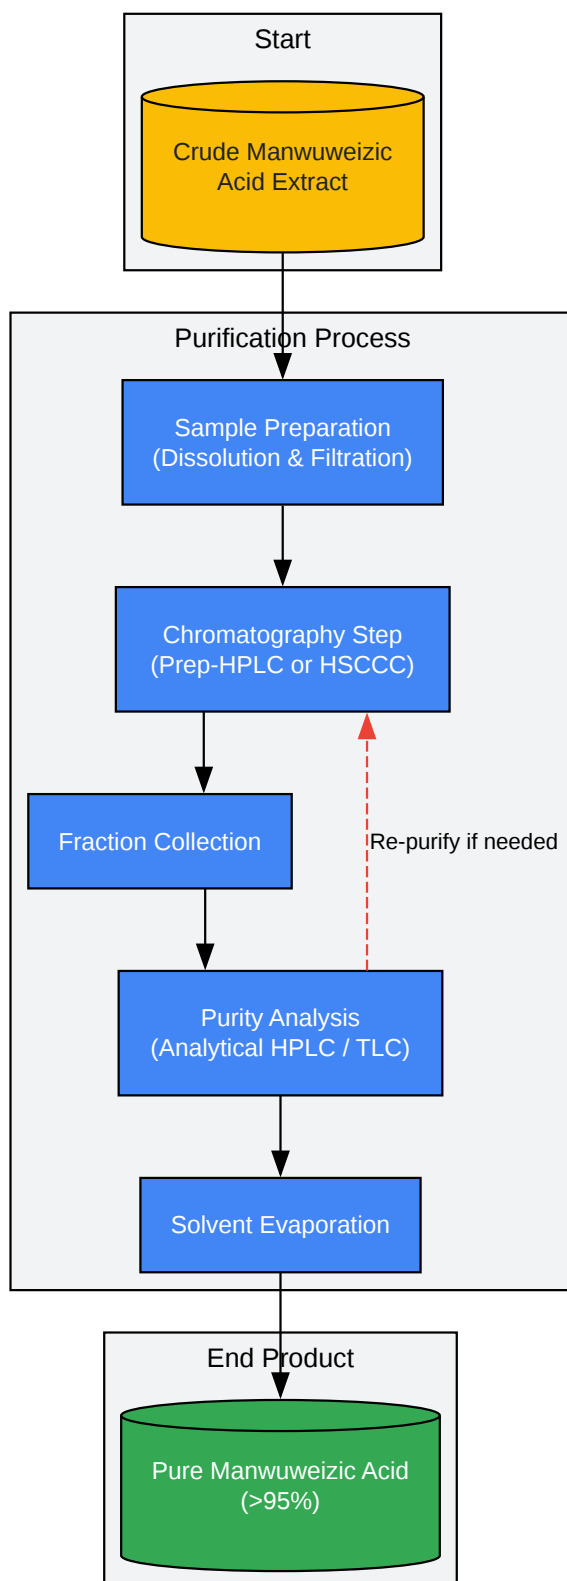 Start
Crude Manwuweizic
Acid Extract
Purification Process
Sample Preparation
(Dissolution & Filtration)
Chromatography Step
(Prep-HPLC or HSCCC)
Fraction Collection
Re-purify if needed
Purity Analysis
(Analytical HPLC / TLC)
Solvent Evaporation
End Product
Pure Manwuweizic Acid
(>95%)